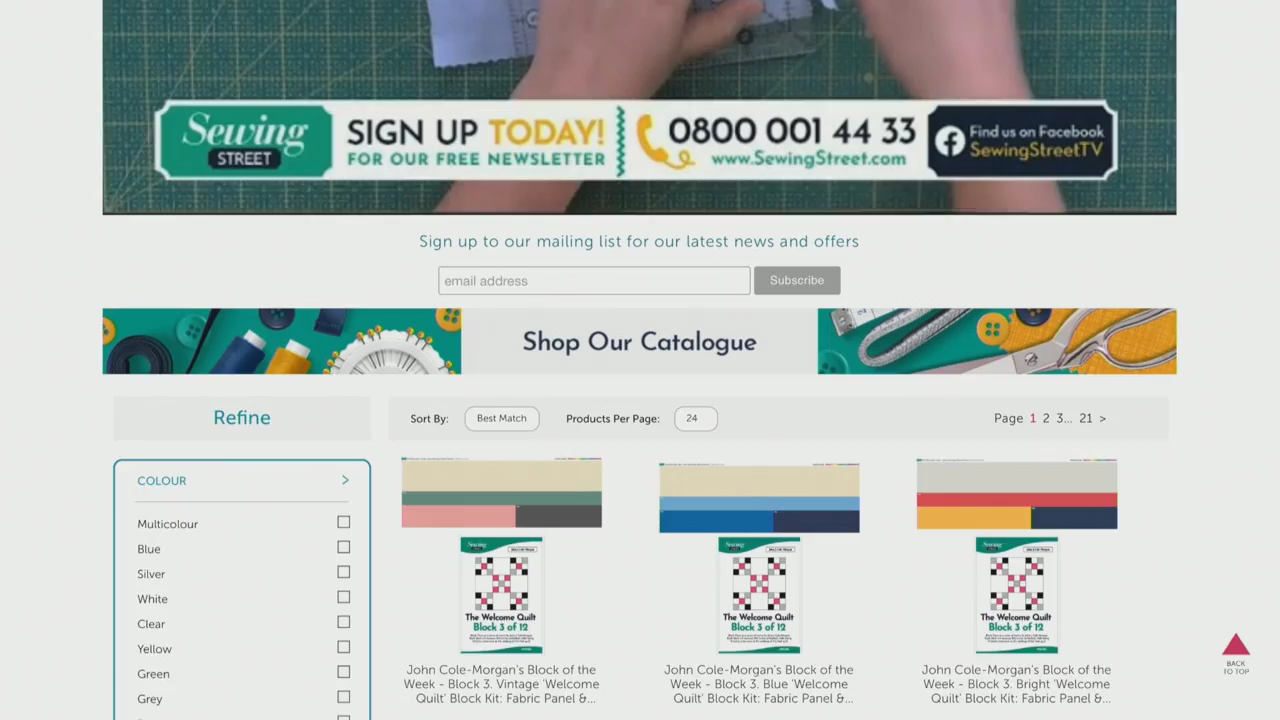 Sewing
STREET
SIGN UP TODAY!
FOR OUR FREE NEWSLETTER
0800 001 44 33
www.SewingStreet.com
Find us on Facebook
SewingStreetTV
Sign up to our mailing list for our latest news and offers
email address
Subscribe
Shop Our Catalogue
Refine
Sort By:
Best Match
Products Per Page:
24
Page 1 2 3... 21 >
COLOUR >
Multicolour
Blue
Silver
White
Clear
Yellow
Green
Grey
Sewing
The Welcome Quilt
Block 3 of 12
John Cole-Morgan's Block of the
Week - Block 3. Vintage 'Welcome
Quilt' Block Kit: Fabric Panel &...
Sewing
The Welcome Quilt
Block 3 of 12
John Cole-Morgan's Block of the
Week - Block 3. Blue 'Welcome
Quilt' Block Kit: Fabric Panel &...
Sewing
The Welcome Quilt
Block 3 of 12
John Cole-Morgan's Block of the
Week - Block 3. Bright 'Welcome
Quilt' Block Kit: Fabric Panel &...
BACK
TO TOP